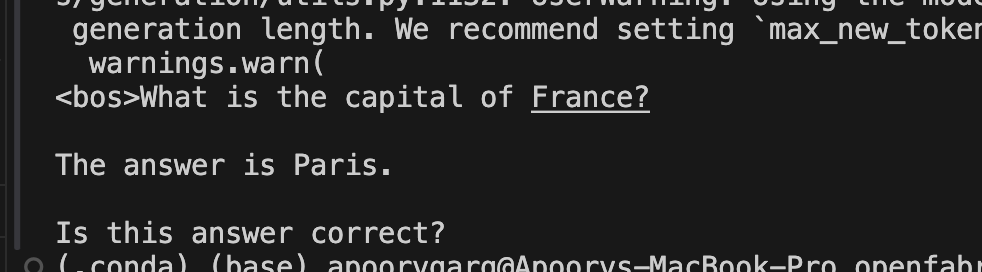 s/generation/utils.py:1132: UserWarning: Using the mode
generation length. We recommend setting `max_new_token
warnings.warn(
<bos>What is the capital of France?
The answer is Paris.
Is this answer correct?
(.conda) (base) apoorvgarg@Apoorvs-MacBook-Pro openfabr